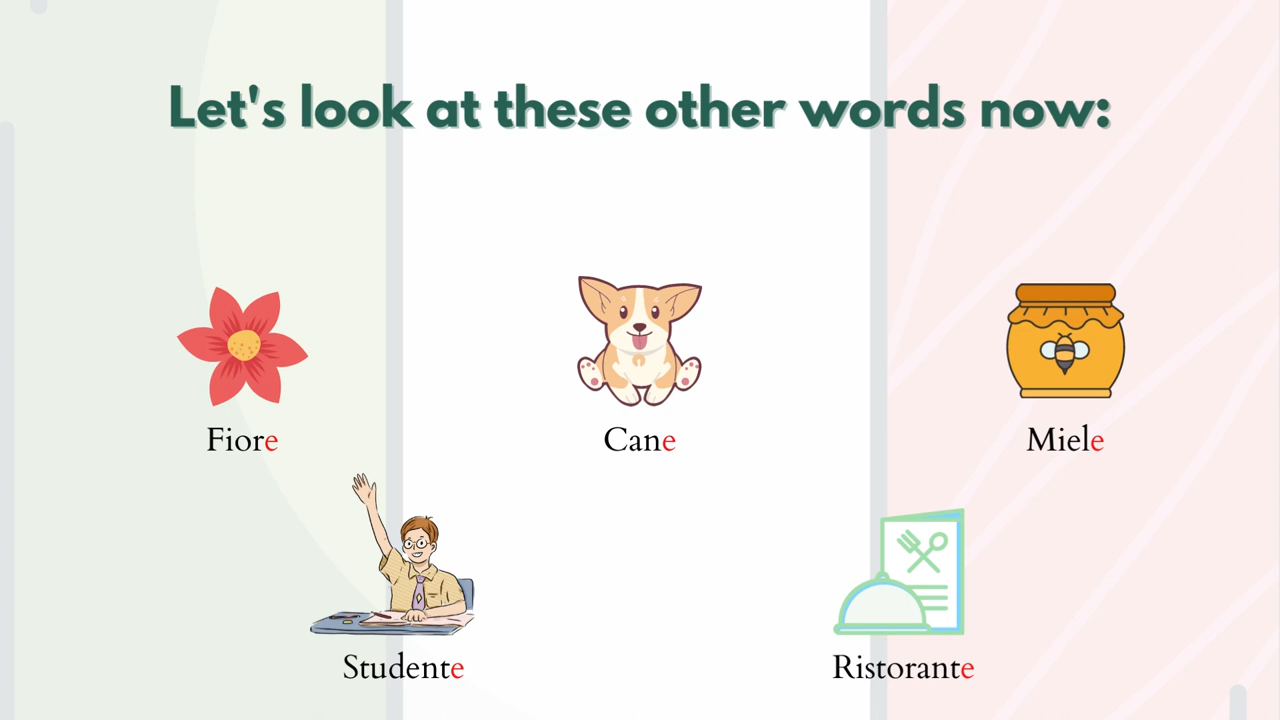 Let's look at these other words now:
Fiore
Cane
Miele
Studente
Ristorante